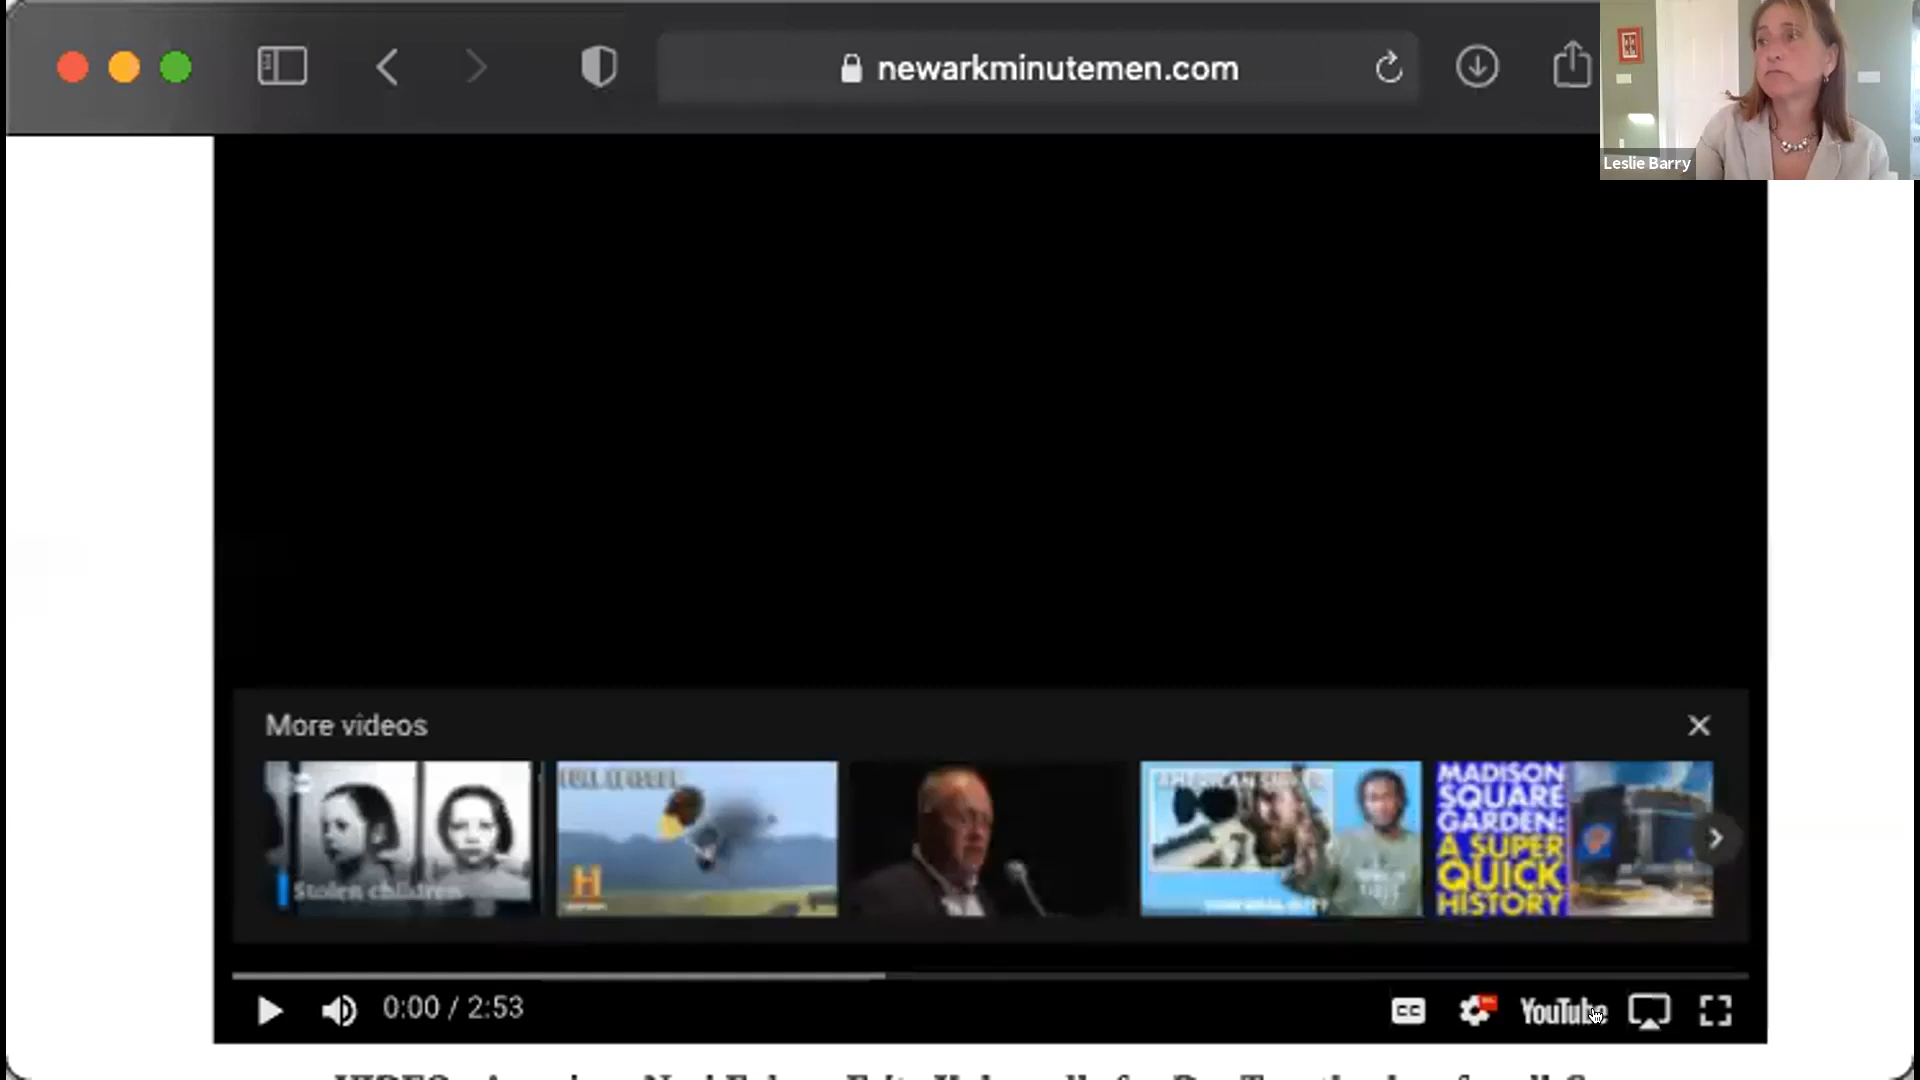 newarkminutemen.com
Leslie Barry
More videos
Stolen children
H
MADISON
SQUARE
GARDEN:
A SUPER
QUICK
HISTORY
0:00 / 2:53
CC
YouTube